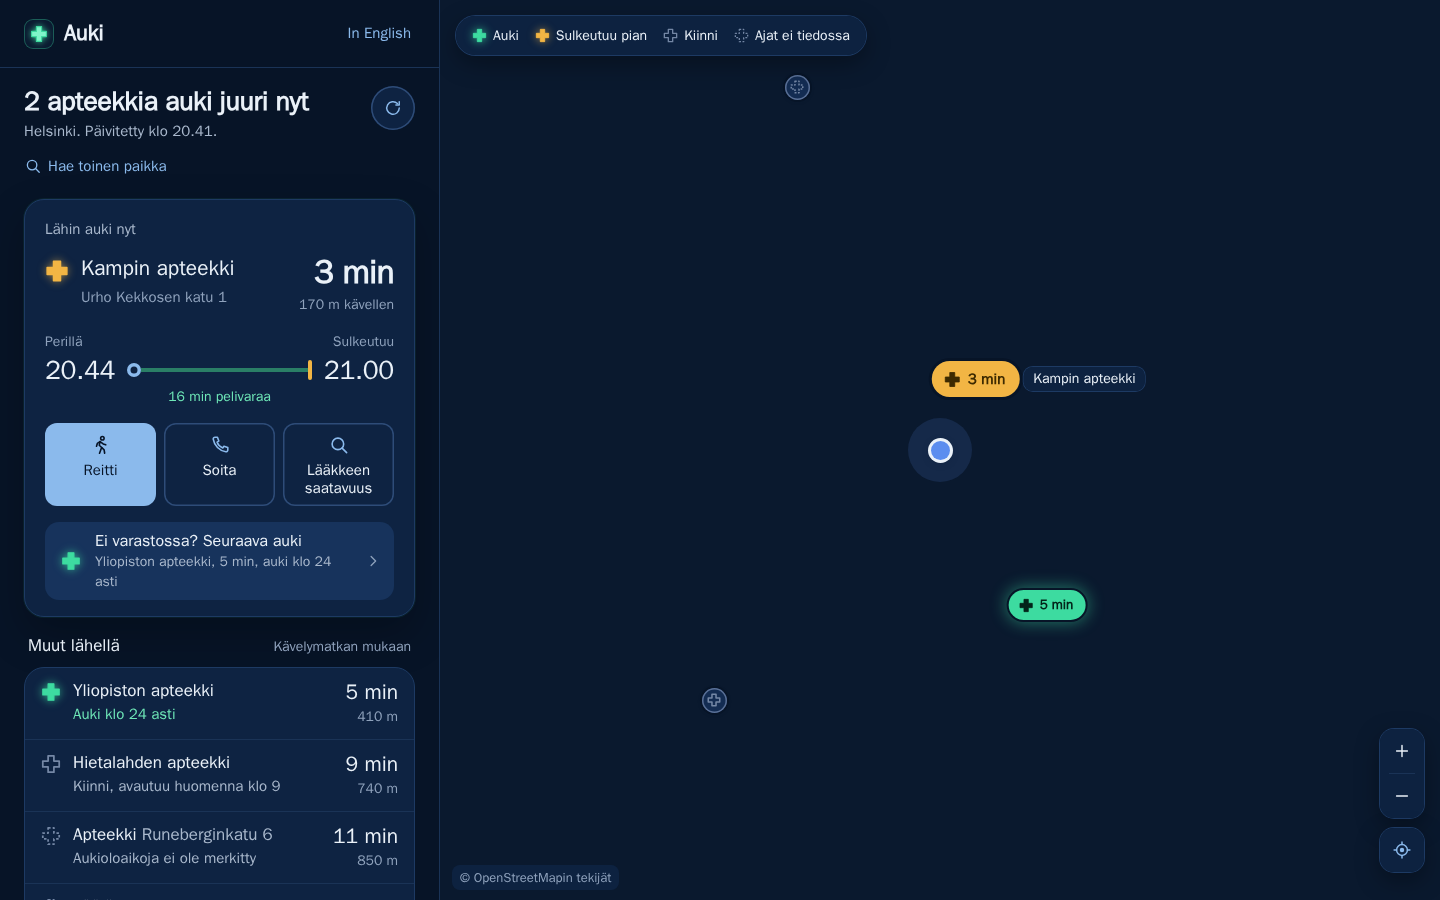 Auki
In English
2 apteekkia auki juuri nyt
Helsinki. Päivitetty klo 20.41.
Hae toinen paikka
Lähin auki nyt
Kampin apteekki
3 min
Urho Kekkosen katu 1
170 m kävellen
Perillä
Sulkeutuu
20.44
21.00
16 min pelivaraa
Reitti
Soita
Lääkkeen
saatavuus
Ei varastossa? Seuraava auki
Yliopiston apteekki, 5 min, auki klo 24
asti
Muut lähellä
Kävelymatkan mukaan
Yliopiston apteekki
5 min
Auki klo 24 asti
410 m
Hietalahden apteekki
9 min
Kiinni, avautuu huomenna klo 9
740 m
Apteekki Runeberginkatu 6
11 min
Aukioloaikoja ei ole merkitty
850 m
Auki
Sulkeutuu pian
Kiinni
Ajat ei tiedossa
3 min
Kampin apteekki
5 min
+
−
© OpenStreetMapin tekijät